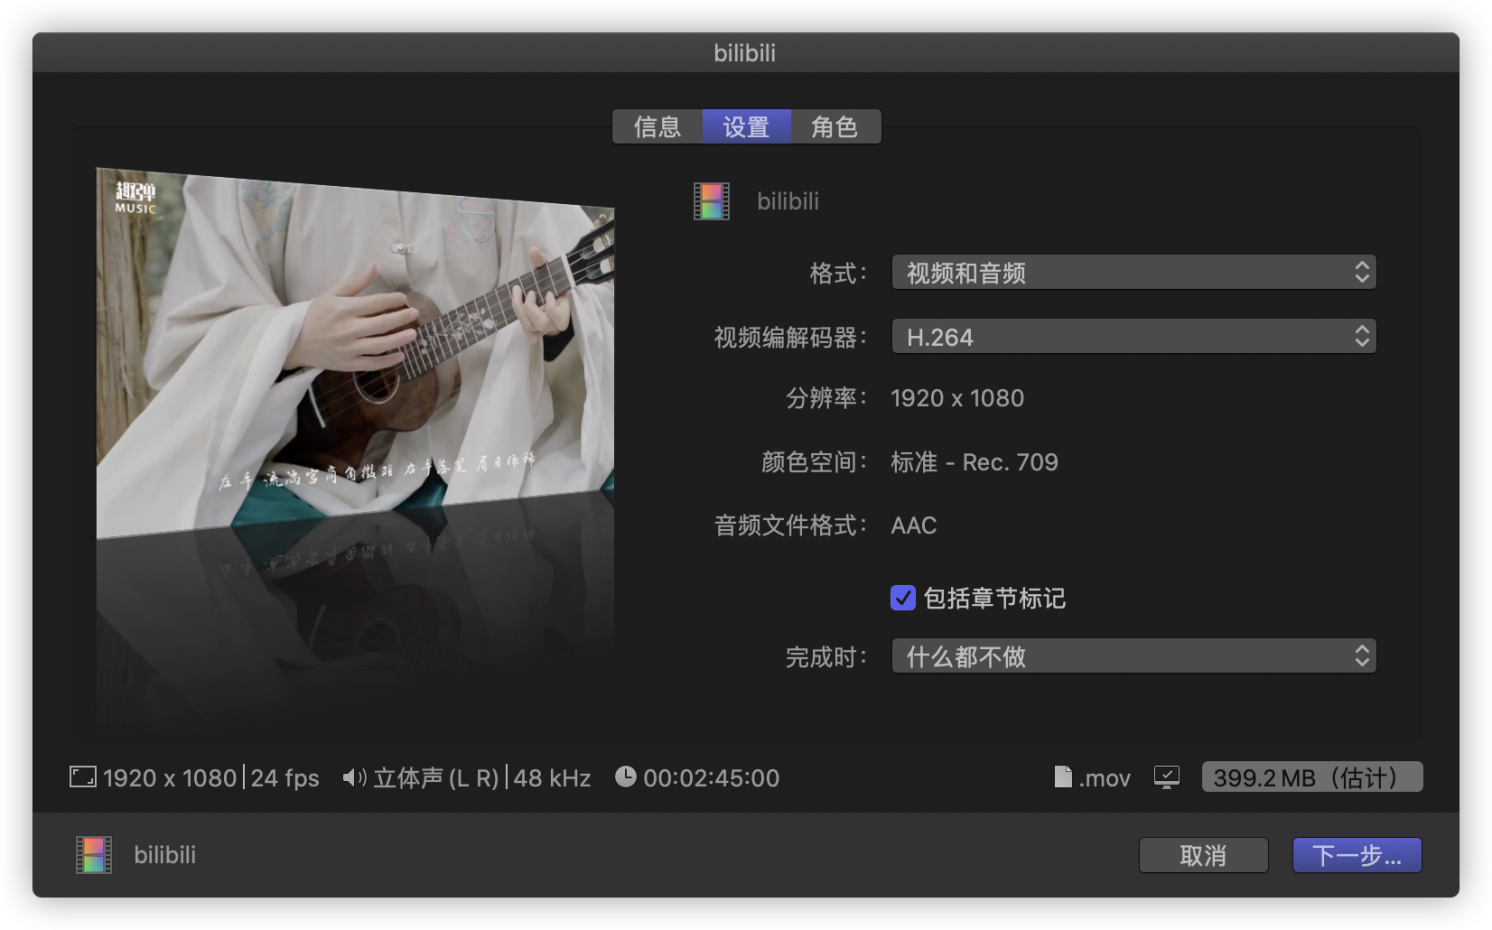 bilibili
信息 设置 角色
趣弹
MUSIC
bilibili
格式： 视频和音频
视频编解码器： H.264
分辨率： 1920 x 1080
颜色空间： 标准 - Rec. 709
左手 流淌宫商角徵羽 右手落定
音频文件格式： AAC
包括章节标记
完成时： 什么都不做
1920 x 1080 | 24 fps 立体声 (L R) | 48 kHz 00:02:45:00 .mov 399.2 MB（估计）
bilibili 取消 下一步...